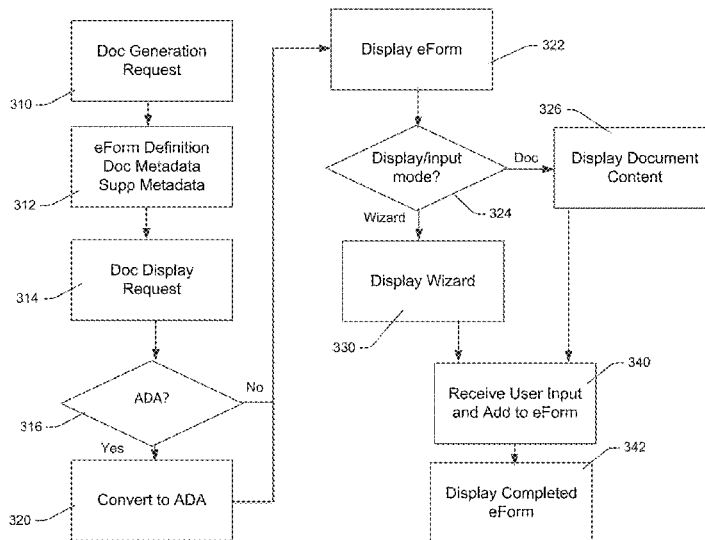 Doc Generation
Request
310
eForm Definition
Doc Metadata
Supp Metadata
312
Doc Display
Request
314
ADA?
No
316
Yes
Convert to ADA
320
Display eForm
322
Display/input
mode?
Doc
324
Wizard
326
Display Document
Content
Display Wizard
330
340
Receive User Input
and Add to eForm
342
Display Completed
eForm